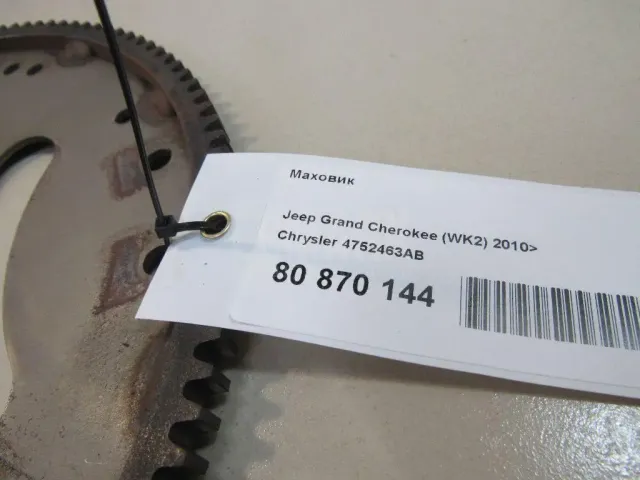 Маховик
Jeep Grand Cherokee (WK2) 2010>
Chrysler 4752463AB
80 870 144